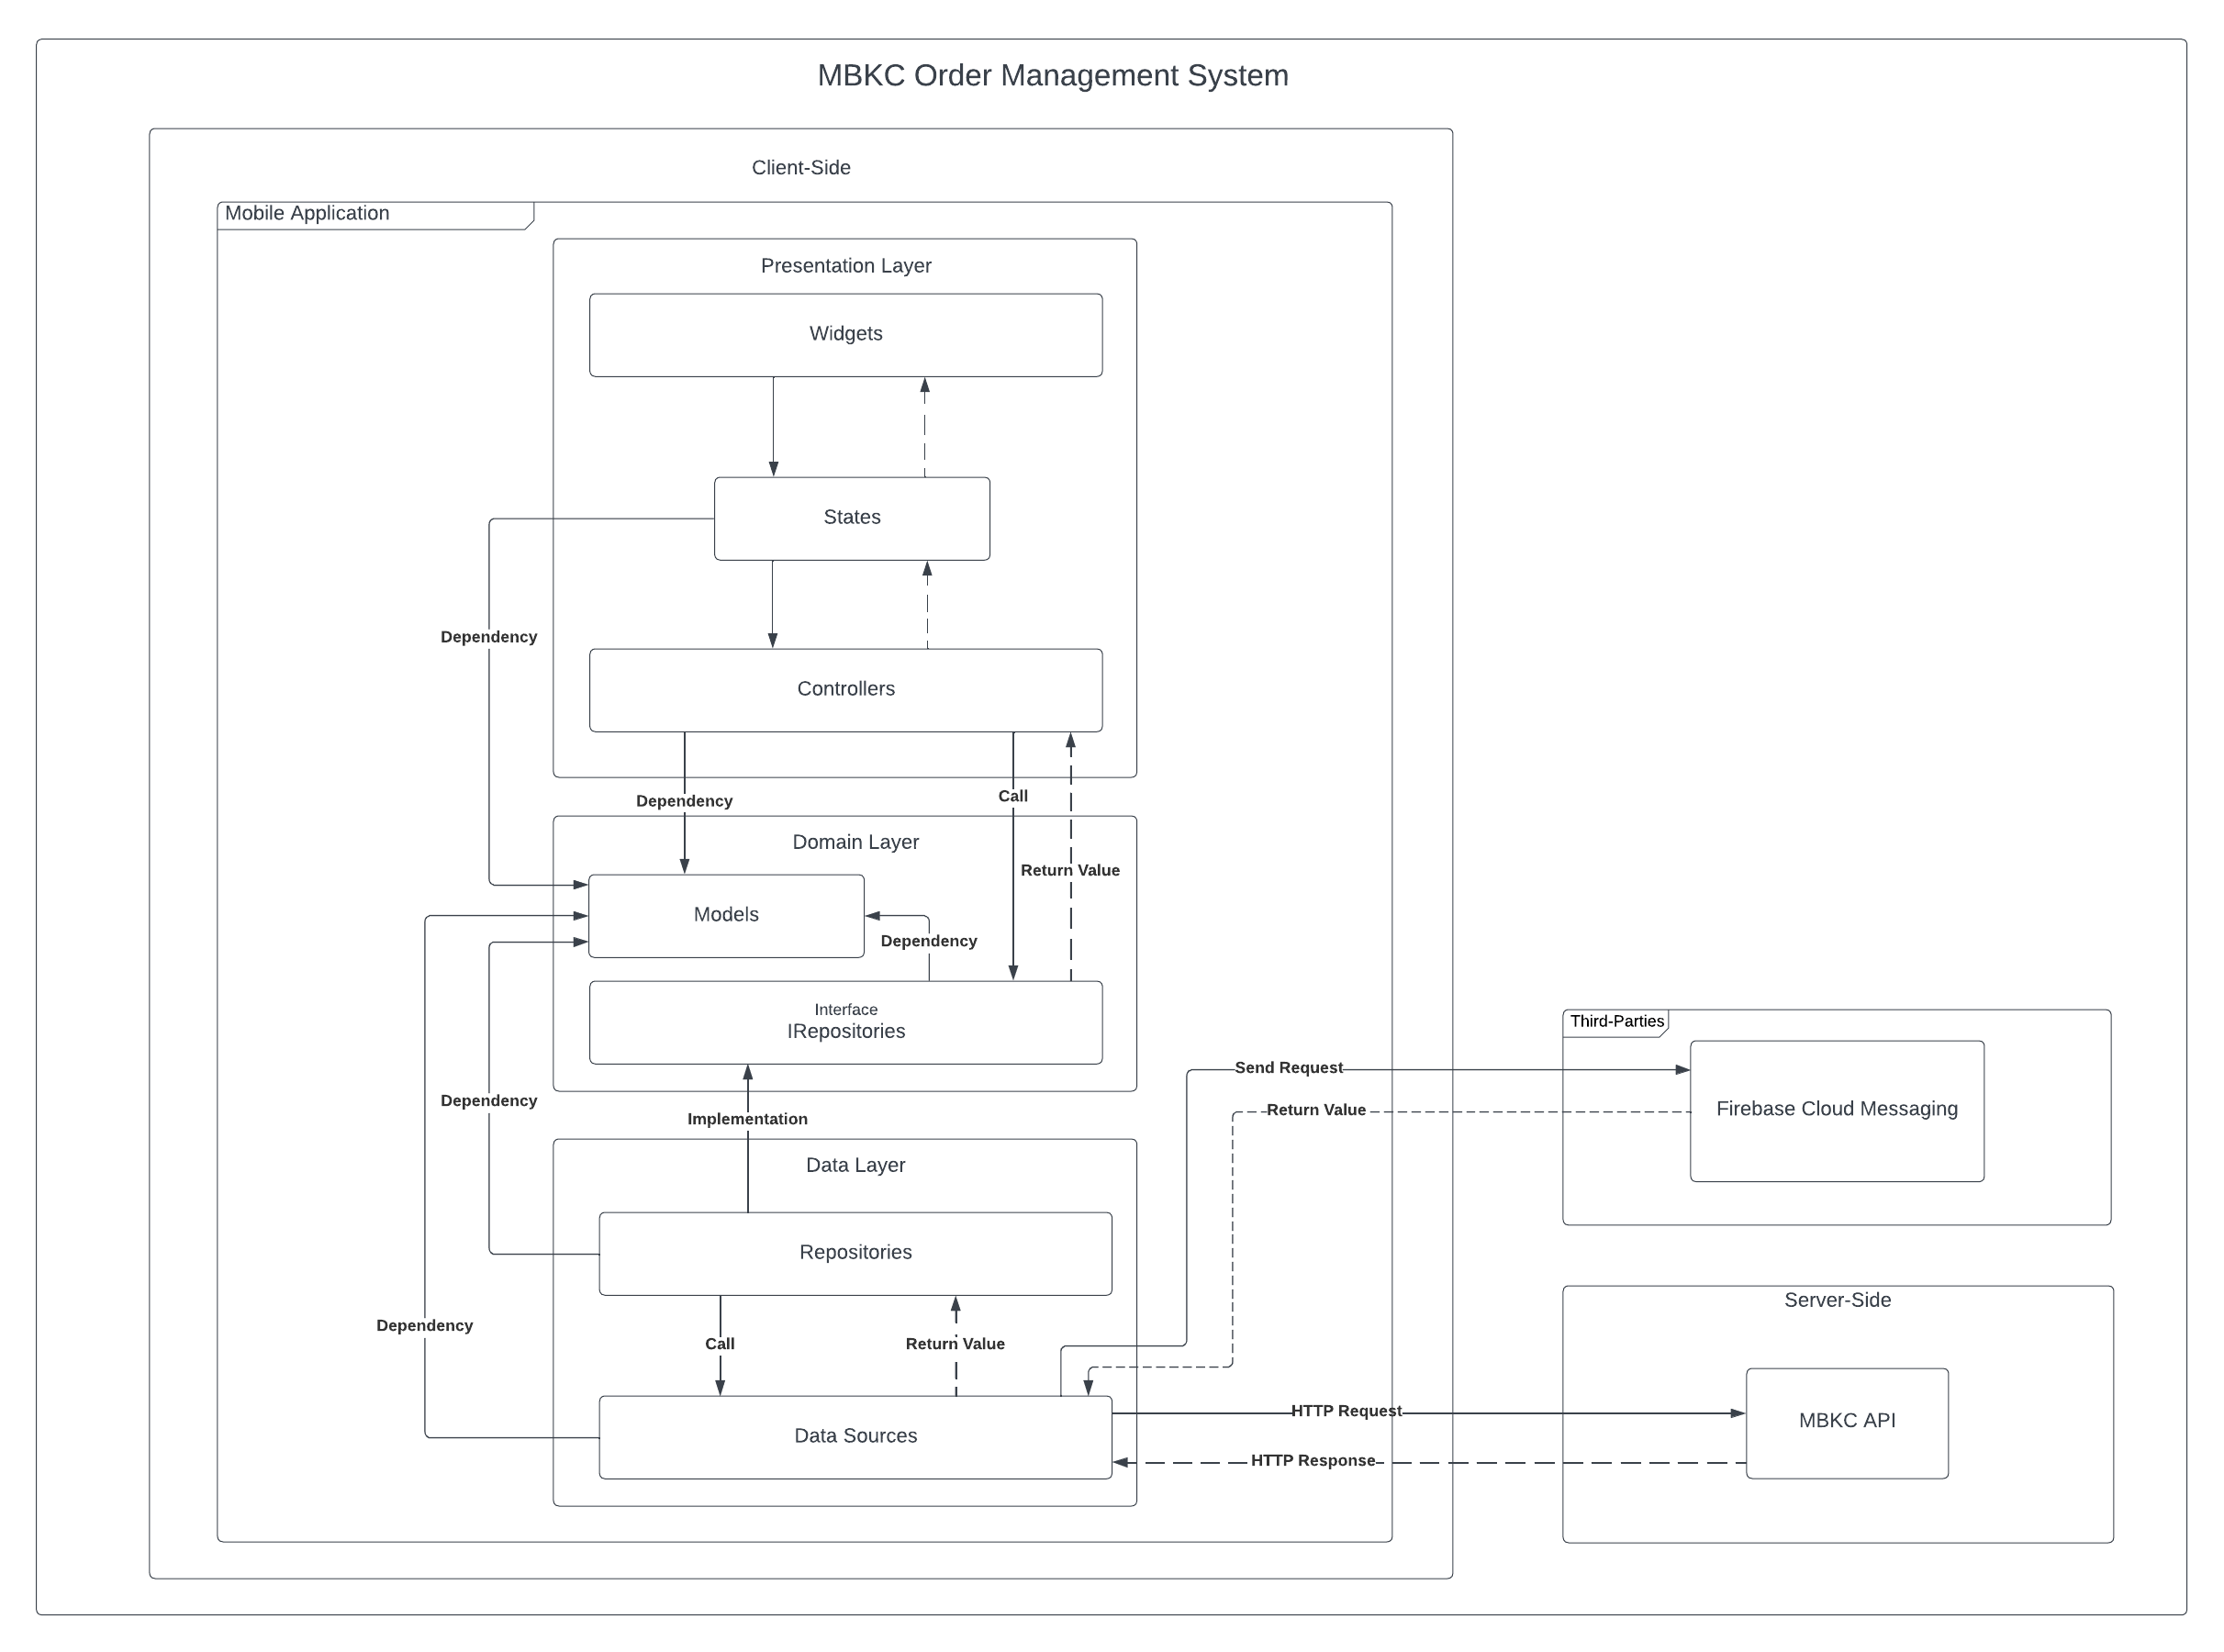 MBKC Order Management System
Client-Side
Mobile Application
Presentation Layer
Widgets
States
Dependency
Controllers
Dependency
Call
Domain Layer
Return Value
Models
Dependency
Interface
IRepositories
Third-Parties
Send Request
Dependency
Return Value
Firebase Cloud Messaging
Implementation
Data Layer
Repositories
Server-Side
Dependency
Call
Return Value
HTTP Request
MBKC API
Data Sources
HTTP Response